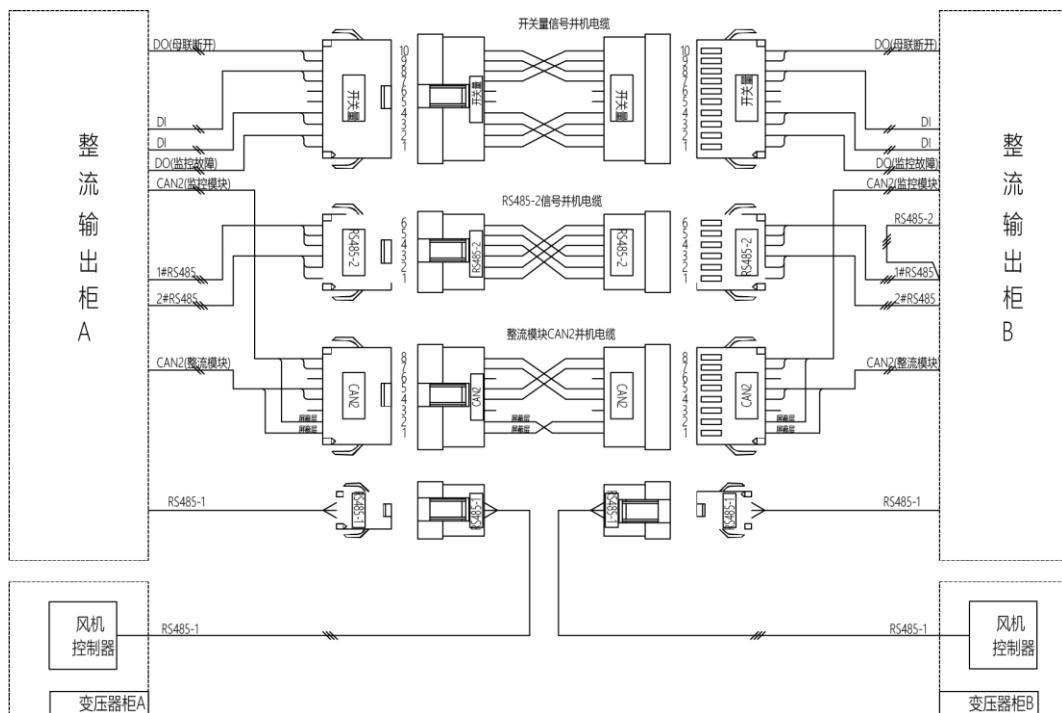 开关量信号并机电缆
DO(母联断开)
DI
DI
DO(监控故障)
CAN2(监控模块)
1#RS485
2#RS485
CAN2(整流模块)
RS485-1
整流输出柜A
开关量
10
9
8
7
6
5
4
3
2
1
开关量
开关量
10
9
8
7
6
5
4
3
2
1
开关量
DO(母联断开)
DI
DI
DO(监控故障)
CAN2(监控模块)
RS485-2
1#RS485
2#RS485
CAN2(整流模块)
RS485-1
整流输出柜B
RS485-2信号并机电缆
RS485-2
6
5
4
3
2
1
RS485-2
RS485-2
6
5
4
3
2
1
RS485-2
整流模块CAN2并机电缆
CAN2
屏蔽层
屏蔽层
8
7
6
5
4
3
2
1
CAN2
屏蔽层
屏蔽层
CAN2
8
7
6
5
4
3
2
1
CAN2
屏蔽层
屏蔽层
RS485-1
RS485-1
RS485-1
RS485-1
风机
控制器
RS485-1
变压器柜A
RS485-1
风机
控制器
变压器柜B